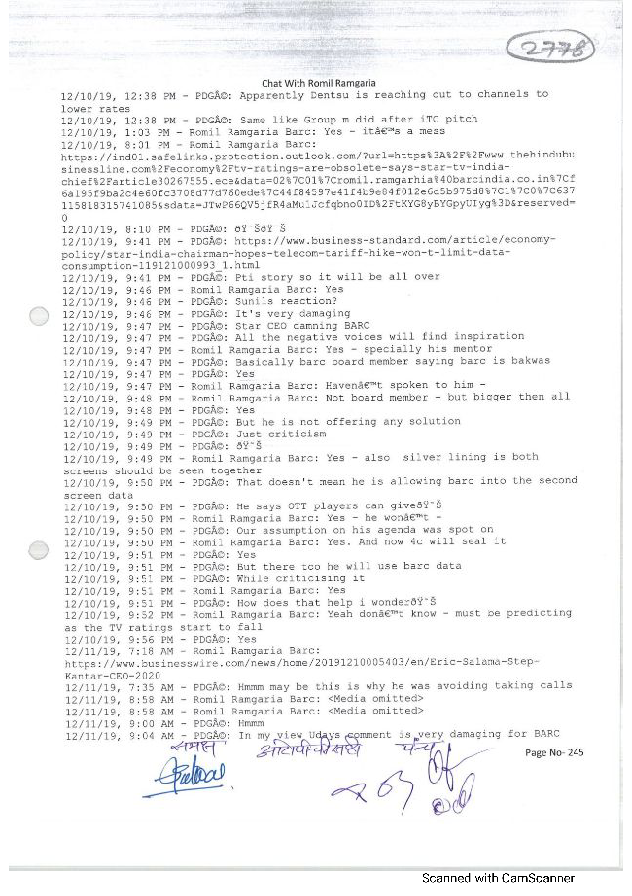 2778
Chat With Romil Ramgaria
12/10/19, 12:38 PM - PDGÂ©: Apparently Dentsu is reaching out to channels to
lower rates
12/10/19, 12:38 PM - PDGÂ©: Same like Group m did after iTC pitch
12/10/19, 1:03 PM - Romil Ramgaria Barc: Yes - itâ€™s a mess
12/10/19, 8:01 PM - Romil Ramgaria Barc:
https://ind01.safelinks.protection.outlook.com/?url=https%3A%2F%2Fwww.thehindubu
sinessline.com%2Feconomy%2Ftv-ratings-are-obsolete-says-star-tv-india-
chief%2Farticle30267555.ece&data=02%7C01%7Cromil.ramgarhia%40barcindia.co.in%7Cf
0
12/10/19, 8:10 PM - PDGÂ©:
12/10/19, 9:41 PM - PDGÂ©: https://www.business-standard.com/article/economy-
policy/star-india-chairman-hopes-telecom-tariff-hike-won-t-limit-data-
consumption-119121000993_1.html
12/10/19, 9:41 PM - PDGÂ©: Pti story so it will be all over
12/10/19, 9:46 PM - Romil Ramgaria Barc: Yes
12/10/19, 9:46 PM - PDGÂ©: Sunils reaction?
12/10/19, 9:46 PM - PDGÂ©: It's very damaging
12/10/19, 9:47 PM - PDGÂ©: Star CEO camning BARC
12/10/19, 9:47 PM - PDGÂ©: All the negative voices will find inspiration
12/10/19, 9:47 PM - Romil Ramgaria Barc: Yes - specially his mentor
12/10/19, 9:47 PM - PDGÂ©: Basically barc board member saying barc is bakwas
12/10/19, 9:47 PM - PDGÂ©: Yes
12/10/19, 9:47 PM - Romil Ramgaria Barc: Havenâ€™t spoken to him -
12/10/19, 9:48 PM - Romil Ramgaria Barc: Not board member - but bigger then all
12/10/19, 9:48 PM - PDGÂ©: Yes
12/10/19, 9:49 PM - PDGÂ©: But he is not offering any solution
12/10/19, 9:49 PM - PDGÂ©: Just criticism
12/10/19, 9:49 PM - PDGÂ©: ðŸ˜Š
12/10/19, 9:49 PM - Romil Ramgaria Barc: Yes - also silver lining is both
screens should be seen together
12/10/19, 9:50 PM - PDGÂ©: That doesn't mean he is allowing barc into the second
screen data
12/10/19, 9:50 PM - PDGÂ©: He says OTT players can giveðŸ˜Š
12/10/19, 9:50 PM - Romil Ramgaria Barc: Yes - he wonâ€™t -
12/10/19, 9:50 PM - PDGÂ©: Our assumption on his agenda was spot on
12/10/19, 9:50 PM - Romil Ramgaria Barc: Yes. And now 4c will seal it
12/10/19, 9:51 PM - PDGÂ©: Yes
12/10/19, 9:51 PM - PDGÂ©: But there too he will use barc data
12/10/19, 9:51 PM - PDGÂ©: While criticising it
12/10/19, 9:51 PM - Romil Ramgaria Barc: Yes
12/10/19, 9:51 PM - PDGÂ©: How does that help i wonderðŸ˜Š
12/10/19, 9:52 PM - Romil Ramgaria Barc: Yeah donâ€™t know - must be predicting
as the TV ratings start to fall
12/10/19, 9:56 PM - PDGÂ©: Yes
12/11/19, 7:18 AM - Romil Ramgaria Barc:
https://www.businesswire.com/news/home/20191210005403/en/Eric-Salama-Step-
Kantar-CEO-2020
12/11/19, 7:35 AM - PDGÂ©: Hmmm may be this is why he was avoiding taking calls
12/11/19, 8:58 AM - Romil Ramgaria Barc: <Media omitted>
12/11/19, 8:58 AM - Romil Ramgaria Barc: <Media omitted>
12/11/19, 9:00 AM - PDGÂ©: Hmmm
12/11/19, 9:04 AM - PDGÂ©: In my view Udays comment is very damaging for BARC
समक्ष
पंच
Page No- 245
Scanned with CamScanner